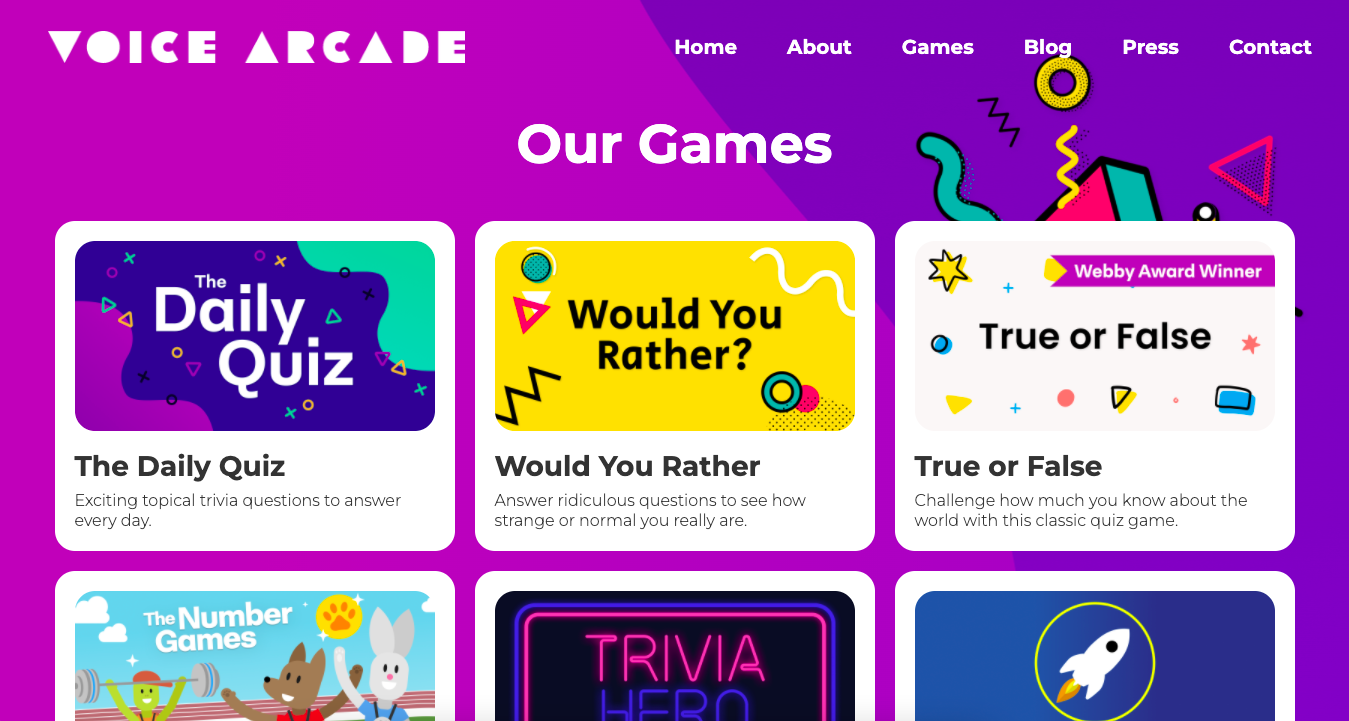 VOICE ARCADE
Home About Games Blog Press Contact
Our Games
The
Daily
Quiz
Would You
Rather?
Webby Award Winner
True or False
The Daily Quiz
Exciting topical trivia questions to answer
every day.
Would You Rather
Answer ridiculous questions to see how
strange or normal you really are.
True or False
Challenge how much you know about the
world with this classic quiz game.
The Number
Games
TRIVIA
HERO